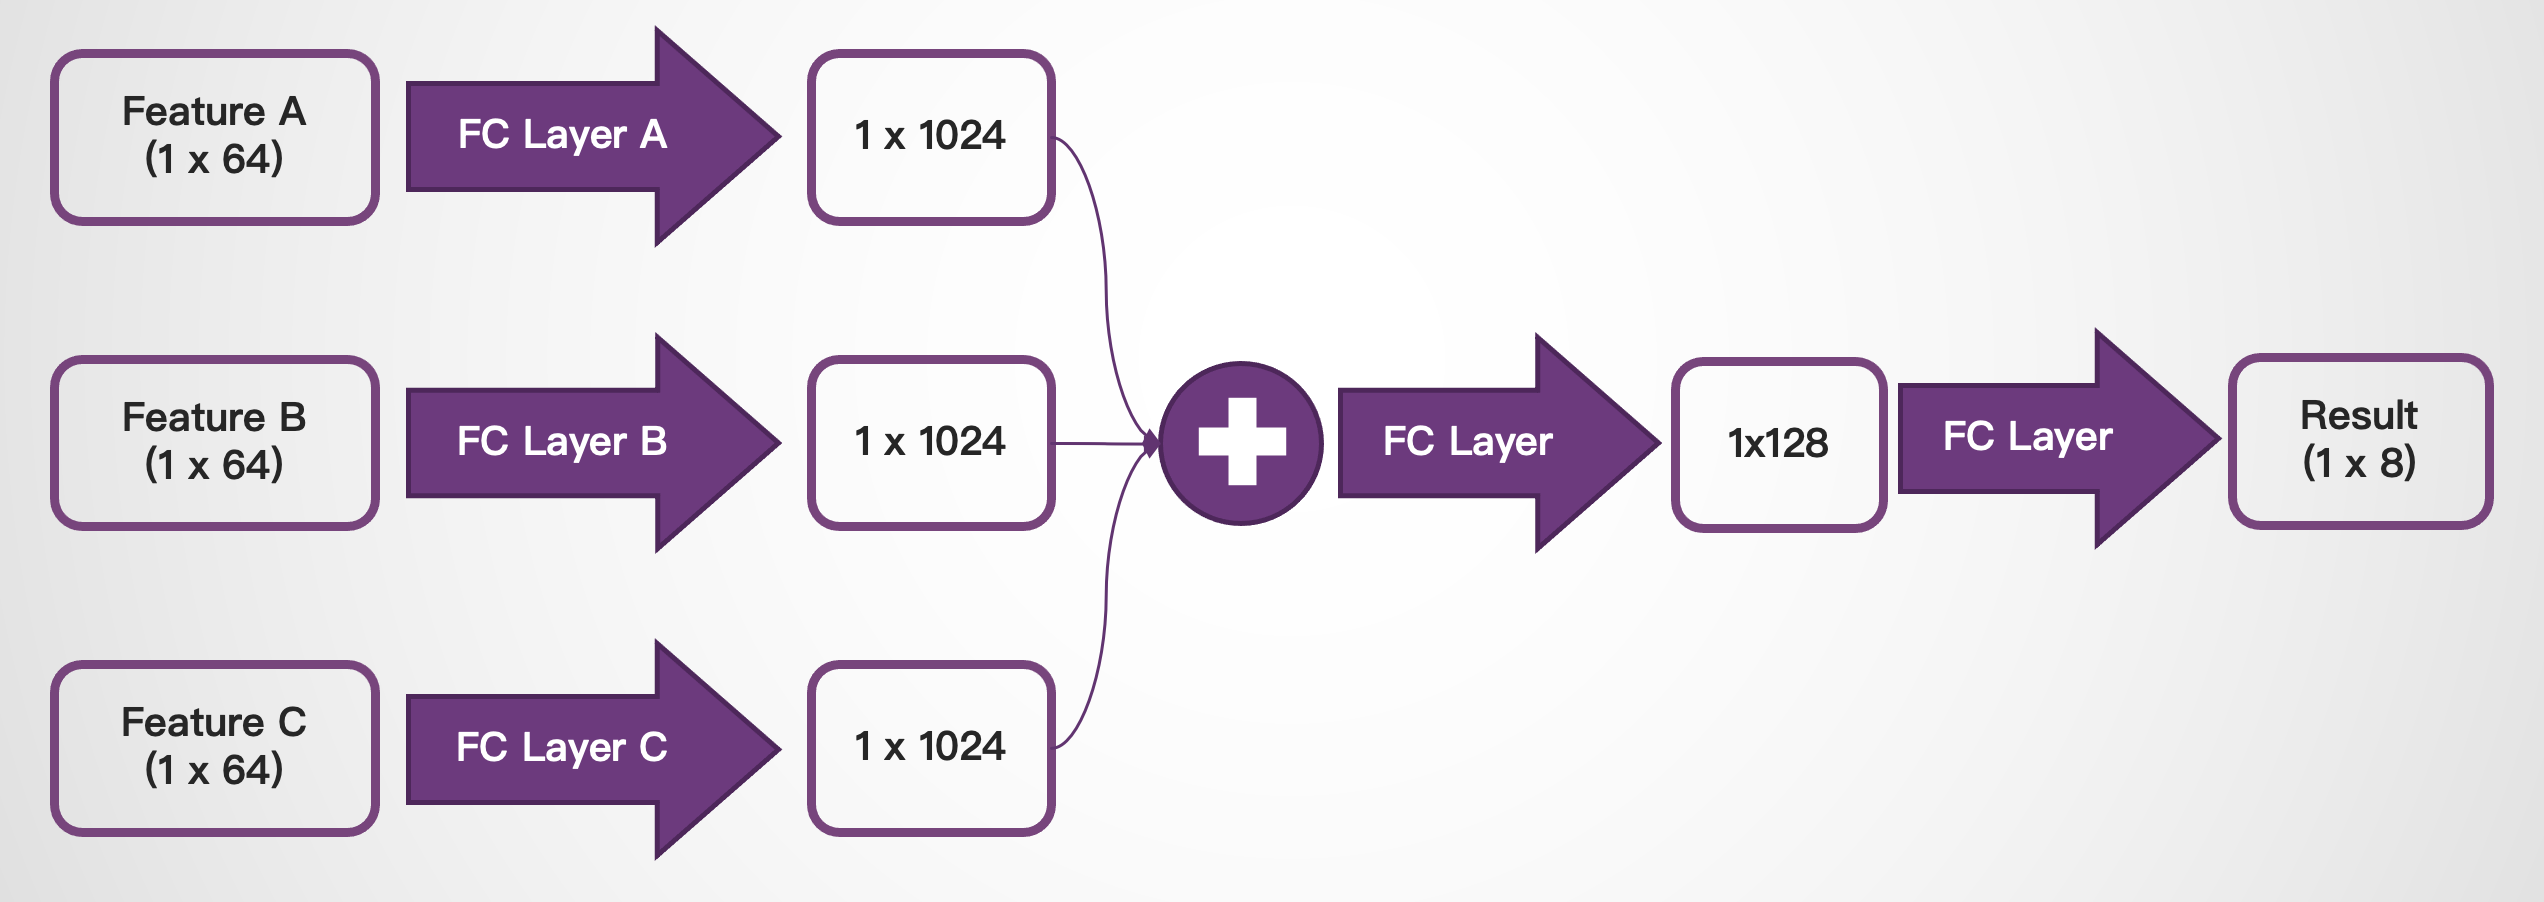 Feature A
(1 x 64)
FC Layer A
1 x 1024
Feature B
(1 x 64)
FC Layer B
1 x 1024
FC Layer
1x128
FC Layer
Result
(1 x 8)
Feature C
(1 x 64)
FC Layer C
1 x 1024